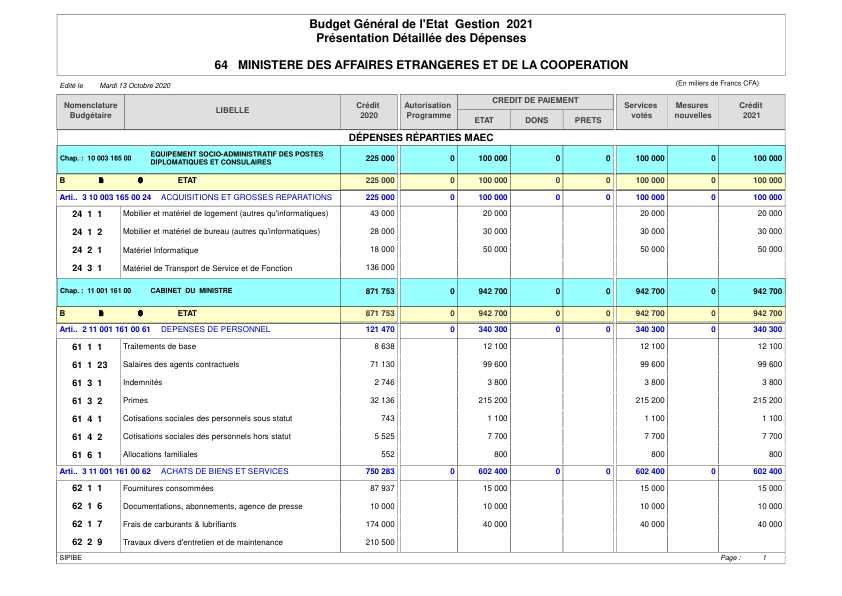 Budget Général de l'Etat Gestion 2021
Présentation Détaillée des Dépenses
64 MINISTERE DES AFFAIRES ETRANGERES ET DE LA COOPERATION
Edité le Mardi 13 Octobre 2020 (En miliers de Francs CFA)
Nomenclature Budgétaire LIBELLE Crédit 2020 Autorisation Programme CREDIT DE PAIEMENT ETAT DONS PRETS Services votés Mesures nouvelles Crédit 2021
DÉPENSES RÉPARTIES MAEC
Chap. : 10 003 165 00 EQUIPEMENT SOCIO-ADMINISTRATIF DES POSTES DIPLOMATIQUES ET CONSULAIRES 225 000 0 100 000 0 0 100 000 0 100 000
B ETAT 225 000 0 100 000 0 0 100 000 0 100 000
Arti.. 3 10 003 165 00 24 ACQUISITIONS ET GROSSES REPARATIONS 225 000 0 100 000 0 0 100 000 0 100 000
24 1 1 Mobilier et matériel de logement (autres qu'informatiques) 43 000 20 000 20 000 20 000
24 1 2 Mobilier et matériel de bureau (autres qu'informatiques) 28 000 30 000 30 000 30 000
24 2 1 Matériel Informatique 18 000 50 000 50 000 50 000
24 3 1 Matériel de Transport de Service et de Fonction 136 000
Chap. : 11 001 161 00 CABINET DU MINISTRE 871 753 0 942 700 0 0 942 700 0 942 700
B ETAT 871 753 0 942 700 0 0 942 700 0 942 700
Arti.. 2 11 001 161 00 61 DEPENSES DE PERSONNEL 121 470 0 340 300 0 0 340 300 0 340 300
61 1 1 Traitements de base 8 638 12 100 12 100 12 100
61 1 23 Salaires des agents contractuels 71 130 99 600 99 600 99 600
61 3 1 Indemnités 2 746 3 800 3 800 3 800
61 3 2 Primes 32 136 215 200 215 200 215 200
61 4 1 Cotisations sociales des personnels sous statut 743 1 100 1 100 1 100
61 4 2 Cotisations sociales des personnels hors statut 5 525 7 700 7 700 7 700
61 6 1 Allocations familiales 552 800 800 800
Arti.. 3 11 001 161 00 62 ACHATS DE BIENS ET SERVICES 750 283 0 602 400 0 0 602 400 0 602 400
62 1 1 Fournitures consommées 87 937 15 000 15 000 15 000
62 1 6 Documentations, abonnements, agence de presse 10 000 10 000 10 000 10 000
62 1 7 Frais de carburants & lubrifiants 174 000 40 000 40 000 40 000
62 2 9 Travaux divers d'entretien et de maintenance 210 500
SIPIBE Page : 1